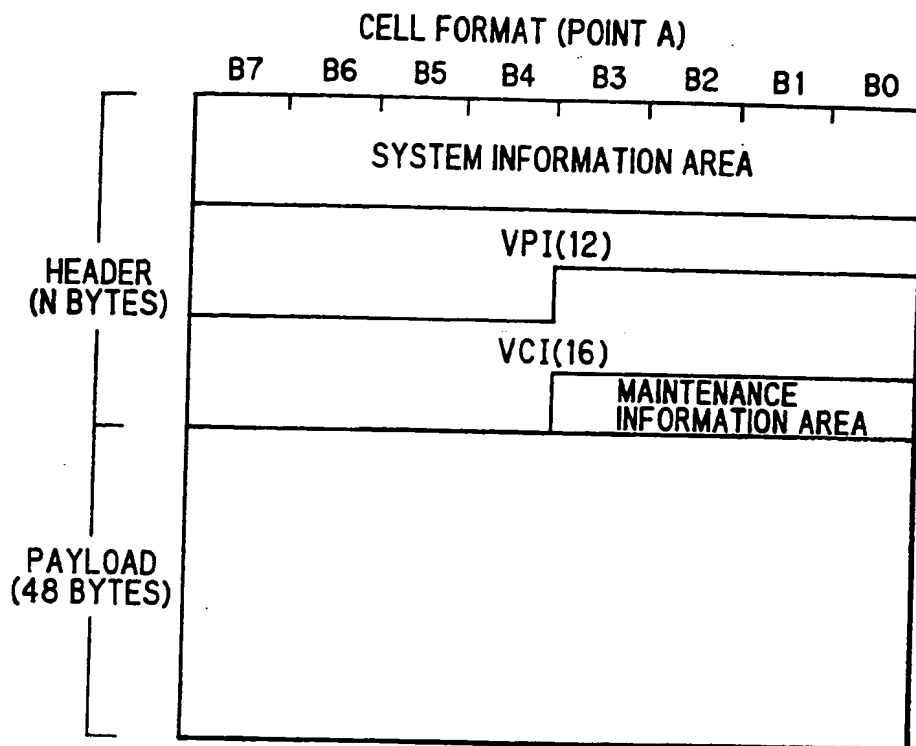 CELL FORMAT (POINT A)
B7 B6 B5 B4 B3 B2 B1 B0
SYSTEM INFORMATION AREA
VPI(12)
HEADER
(N BYTES)
VCI(16)
MAINTENANCE
INFORMATION AREA
PAYLOAD
(48 BYTES)